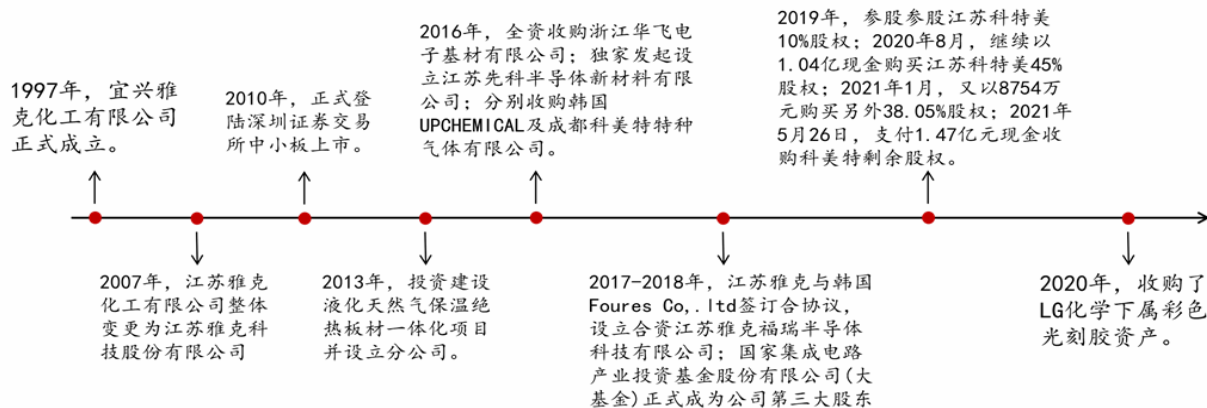 1997年，宜兴雅
克化工有限公司
正式成立。
2007年，江苏雅克
化工有限公司整体
变更为江苏雅克科
技股份有限公司
2010年，正式登
陆深圳证券交易
所中小板上市。
2013年，投资建设
液化天然气保温绝
热板材一体化项目
并设立分公司。
2016年，全资收购浙江华飞电
子基材有限公司；独家发起设
立江苏先科半导体新材料有限
公司；分别收购韩国
UPCHEMICAL及成都科美特特种
气体有限公司。
2017-2018年，江苏雅克与韩国
Foures Co,.ltd签订合协议，
设立合资江苏雅克福瑞半导体
科技有限公司；国家集成电路
产业投资基金股份有限公司(大
基金)正式成为公司第三大股东
2019年，参股参股江苏科特美
10%股权；2020年8月，继续以
1.04亿现金购买江苏科特美45%
股权；2021年1月，又以8754万
元购买另外38.05%股权；2021年
5月26日，支付1.47亿元现金收
购科美特剩余股权。
2020年，收购了
LG化学下属彩色
光刻胶资产。